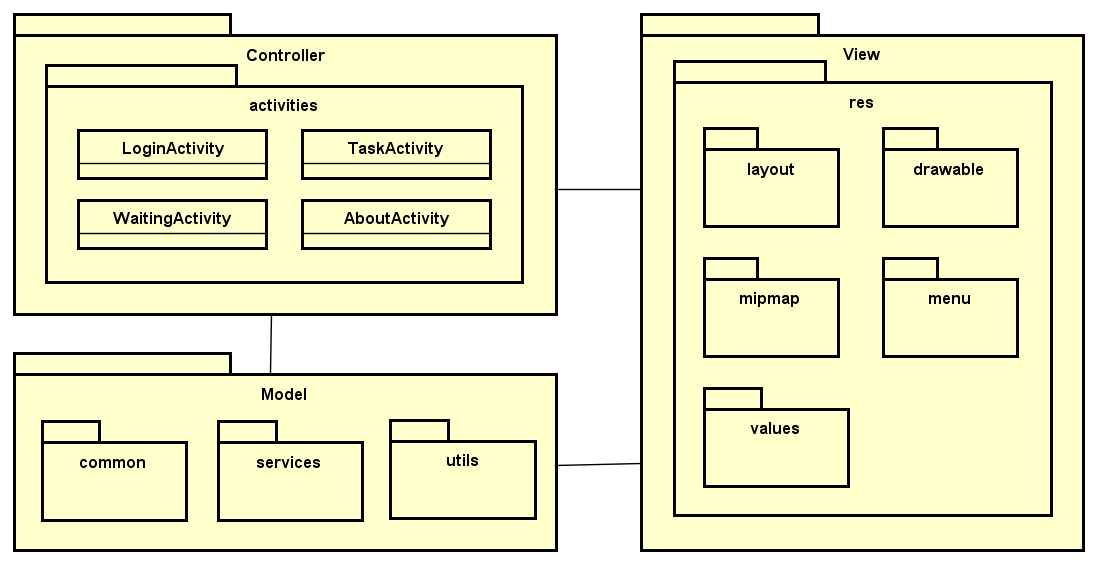 Controller
activities
LoginActivity
TaskActivity
WaitingActivity
AboutActivity
Model
common
services
utils
View
res
layout
drawable
mipmap
menu
values